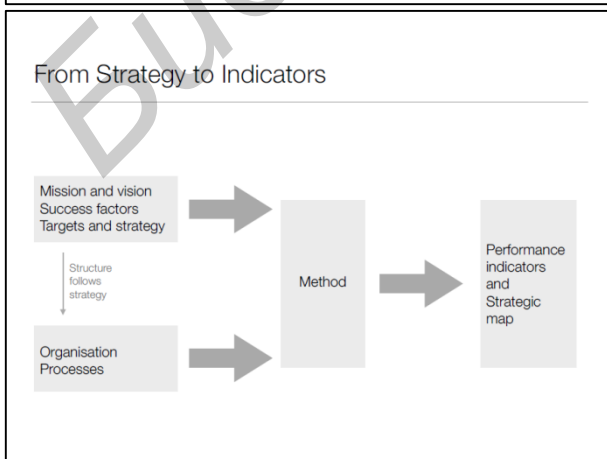 From Strategy to Indicators
Mission and vision
Success factors
Targets and strategy
Structure
follows
strategy
Organisation
Processes
Method
Performance
indicators
and
Strategic
map